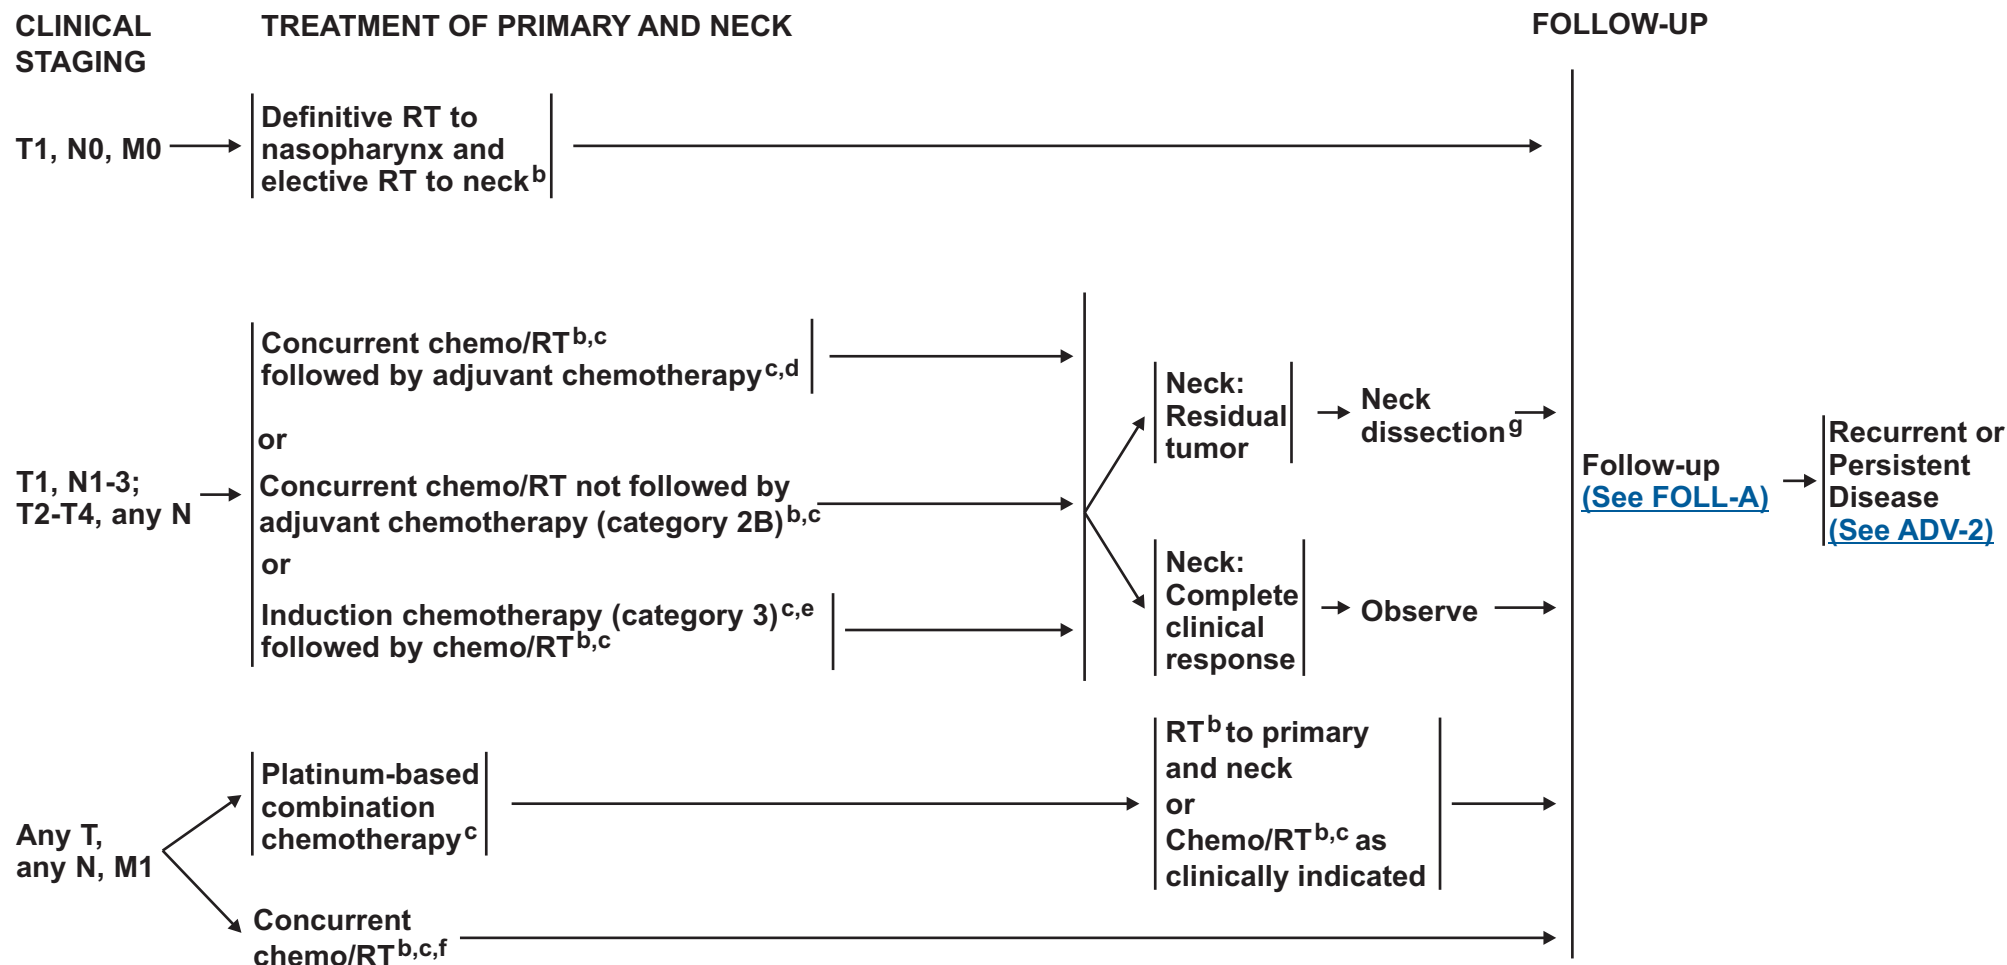 CLINICAL
STAGING
TREATMENT OF PRIMARY AND NECK
FOLLOW-UP
T1, N0, M0
Definitive RT to
nasopharynx and
elective RT to neck b
T1, N1-3;
T2-T4, any N
Concurrent chemo/RT b,c
followed by adjuvant chemotherapy c,d
or
Concurrent chemo/RT not followed by
adjuvant chemotherapy (category 2B) b,c
or
Induction chemotherapy (category 3) c,e
followed by chemo/RT b,c
Neck:
Residual
tumor
Neck
dissection g
Neck:
Complete
clinical
response
Observe
Any T,
any N, M1
Platinum-based
combination
chemotherapy c
RT b to primary
and neck
or
Chemo/RT b,c as
clinically indicated
Concurrent
chemo/RT b,c,f
Follow-up
(See FOLL-A)
Recurrent or
Persistent
Disease
(See ADV-2)